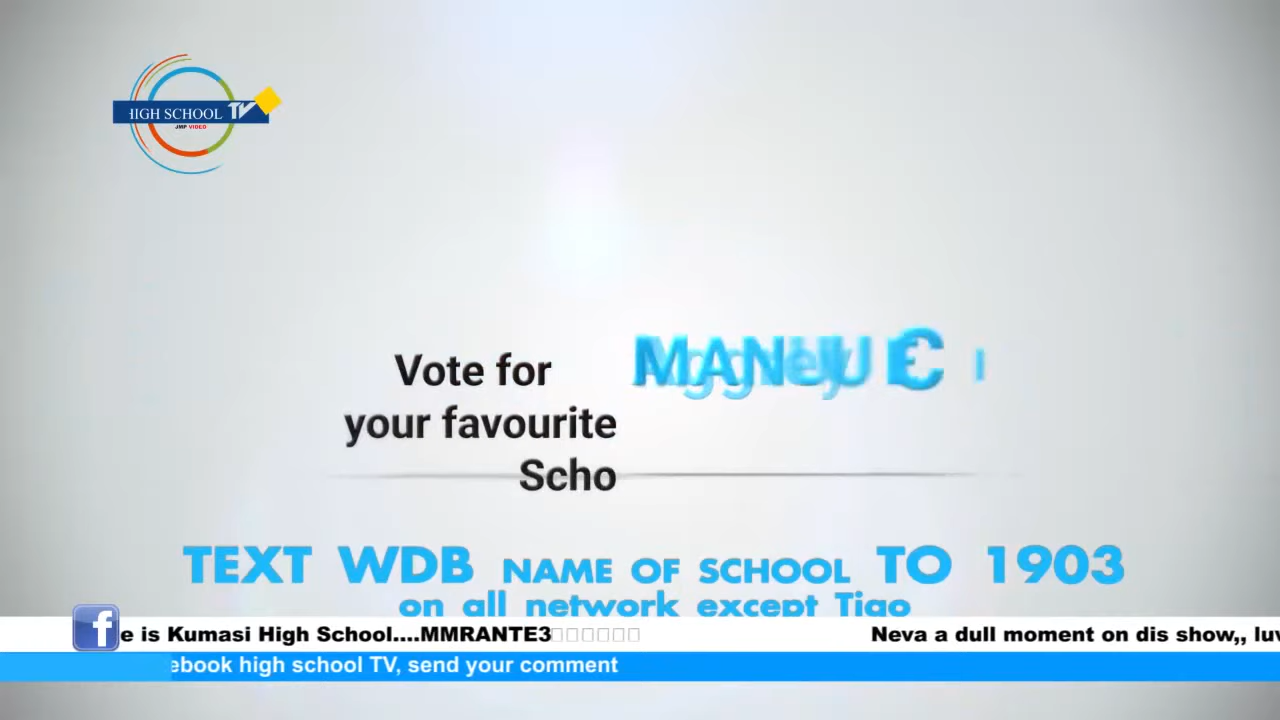 HIGH SCHOOL TV
JMP VIDEO
Vote for
your favourite
Scho
TEXT WDB NAME OF SCHOOL TO 1903
on all network except Tigo
e is Kumasi High School....MMRANTE3□□□□□□ Neva a dull moment on dis show,, luv
ebook high school TV, send your comment